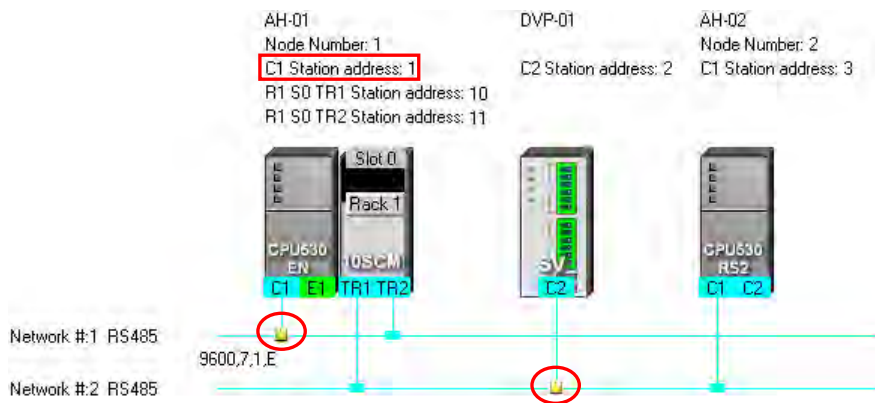 AH-01
Node Number: 1
C1 Station address: 1
R1 S0 TR1 Station address: 10
R1 S0 TR2 Station address: 11
DVP-01
C2 Station address: 2
AH-02
Node Number: 2
C1 Station address: 3
Slot 0
Rack 1
CPU530
EN
10SCM
C1 E1 TR1 TR2
SV
C2
CPU530
RS2
C1 C2
Network #:1 RS485
9600,7,1,E
Network #:2 RS485